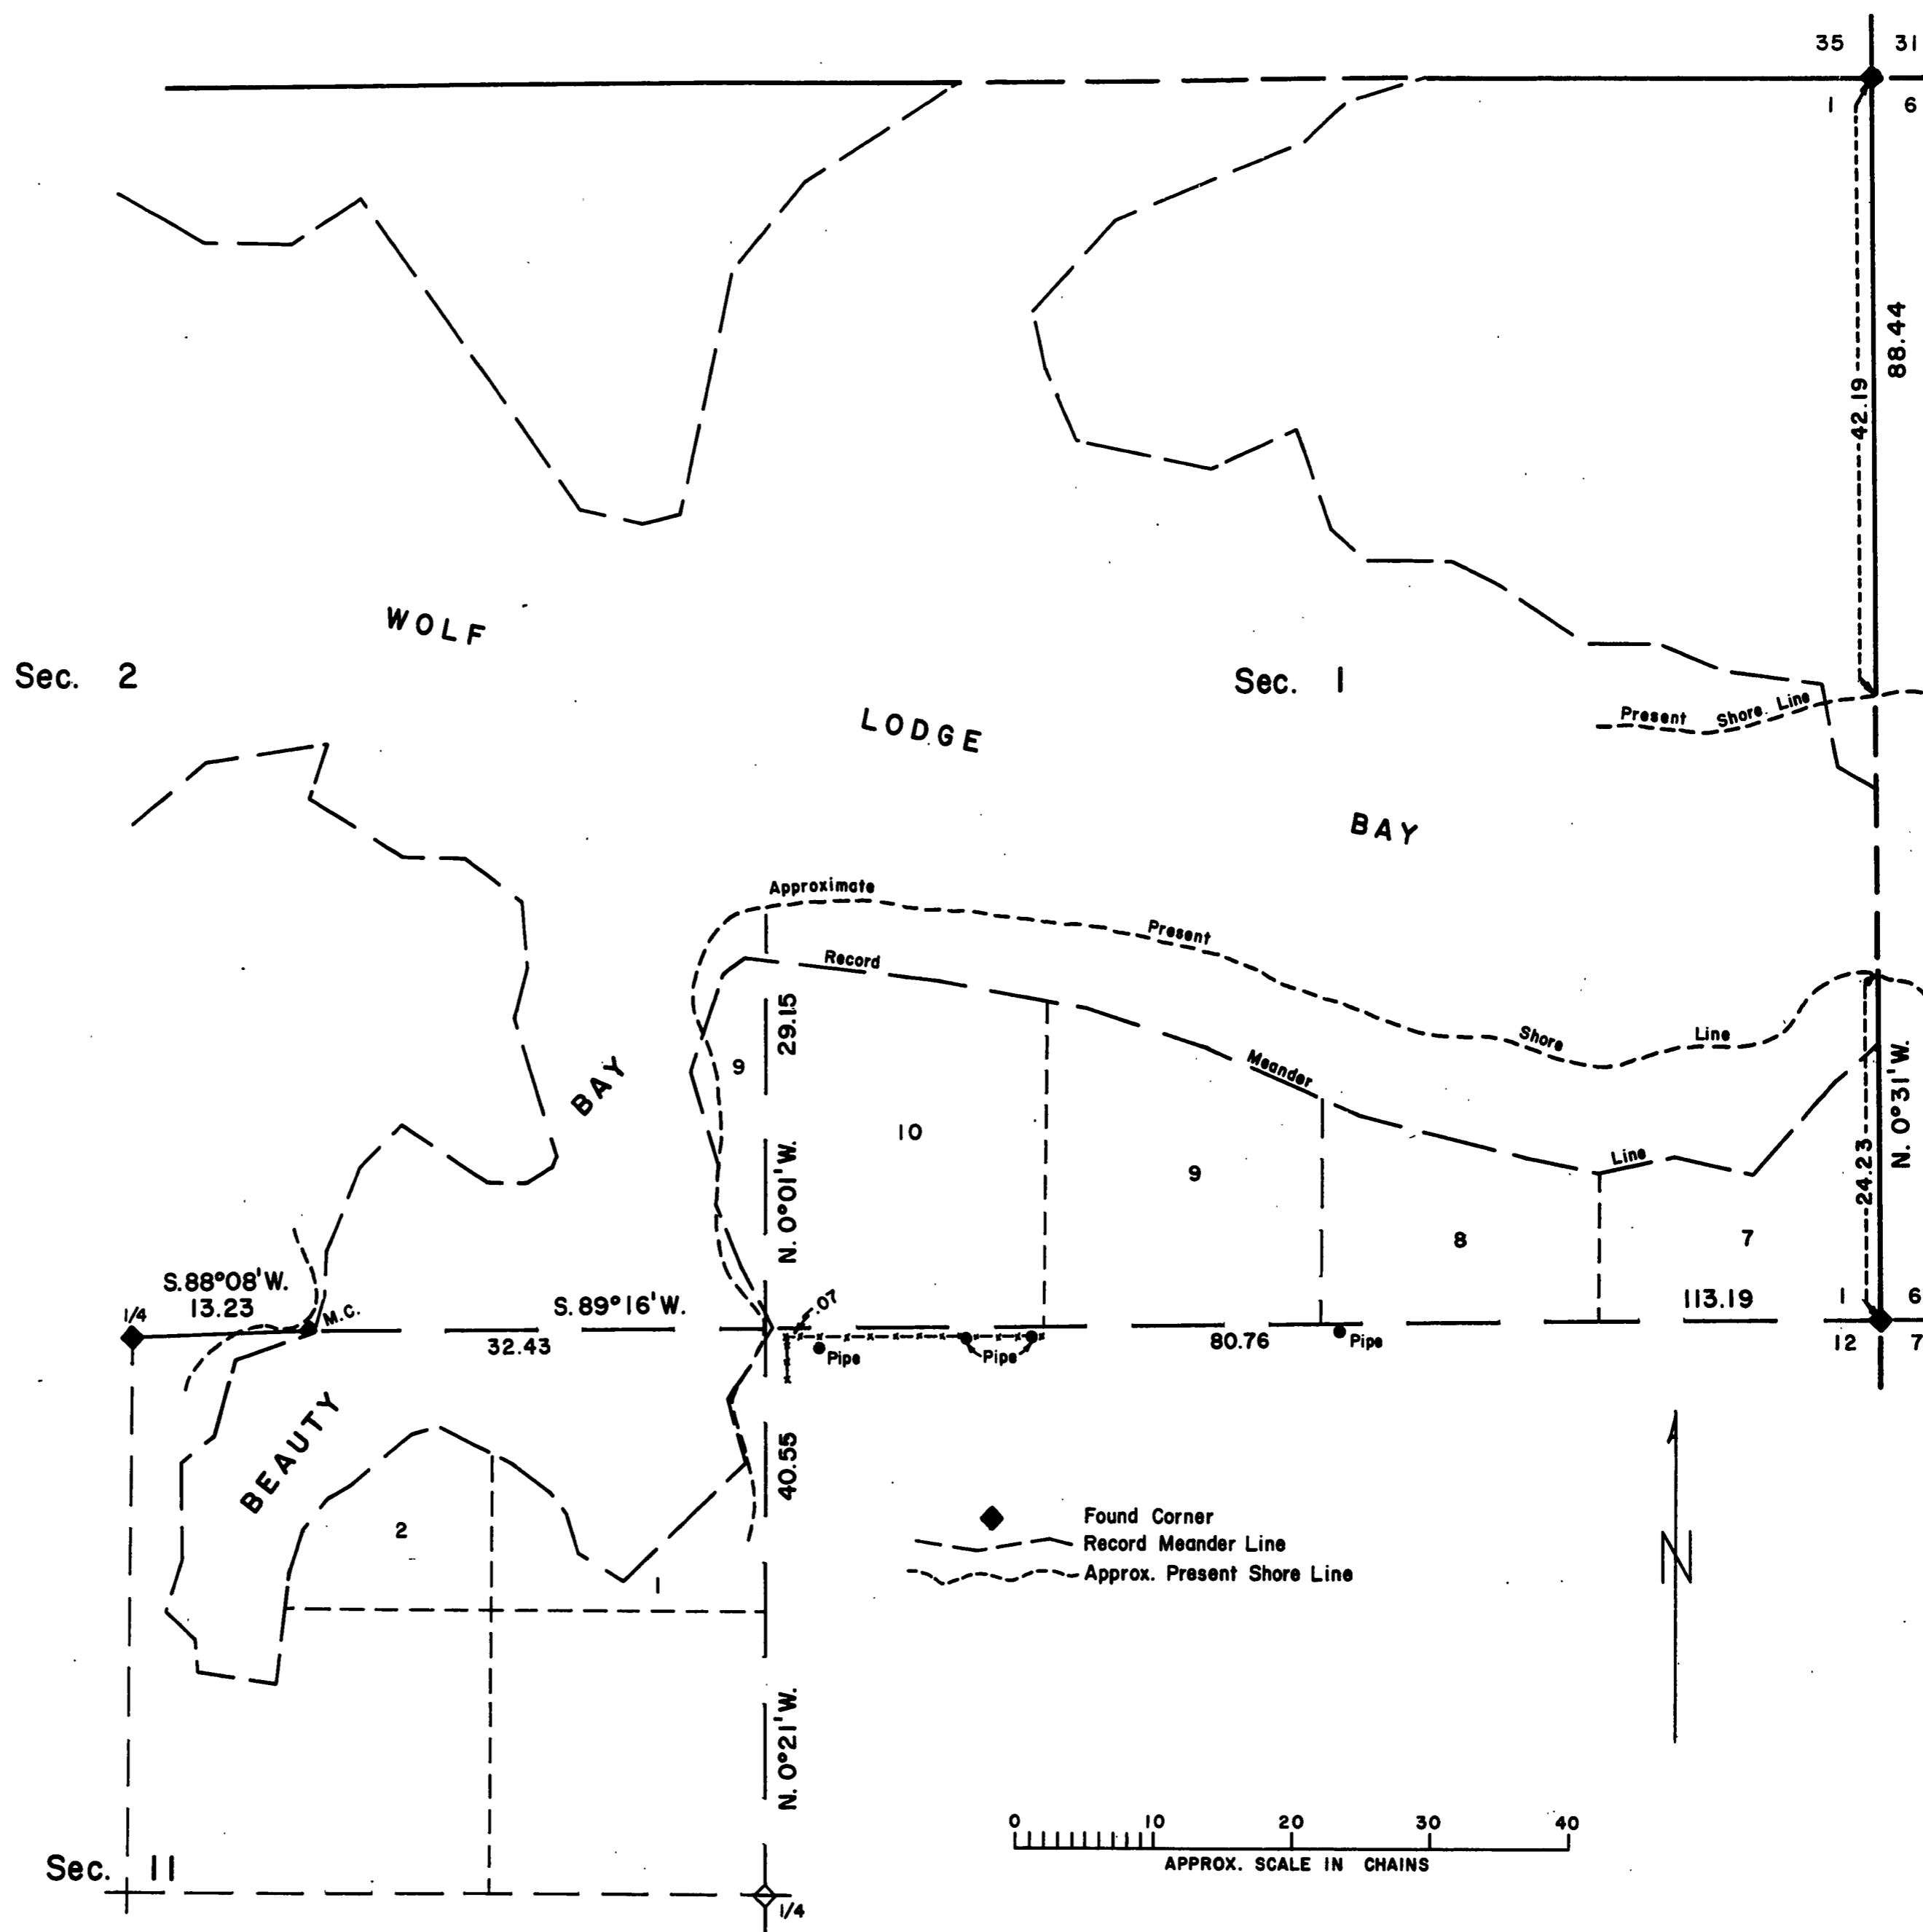 35 31
1 6
88.44
42.19
WOLF
Sec. 2
Sec. 1
LODGE
Present Shore Line
BAY
Approximate
Present
Record
29.15
Shore
Line
9
BAY
Meander
N. 0°31'W.
10
9
Line
24.23
N. 0°01'W.
8
7
S.88°08'W.
13.23
1/4
M.C.
S.89°16'W.
.07
113.19
1 6
32.43
Pipe
Pipe
80.76
Pipe
12 7
BEAUTY
40.55
Found Corner
Record Meander Line
Approx. Present Shore Line
2
1
N
N. 0°21'W.
0 10 20 30 40
APPROX. SCALE IN CHAINS
Sec. 11
1/4